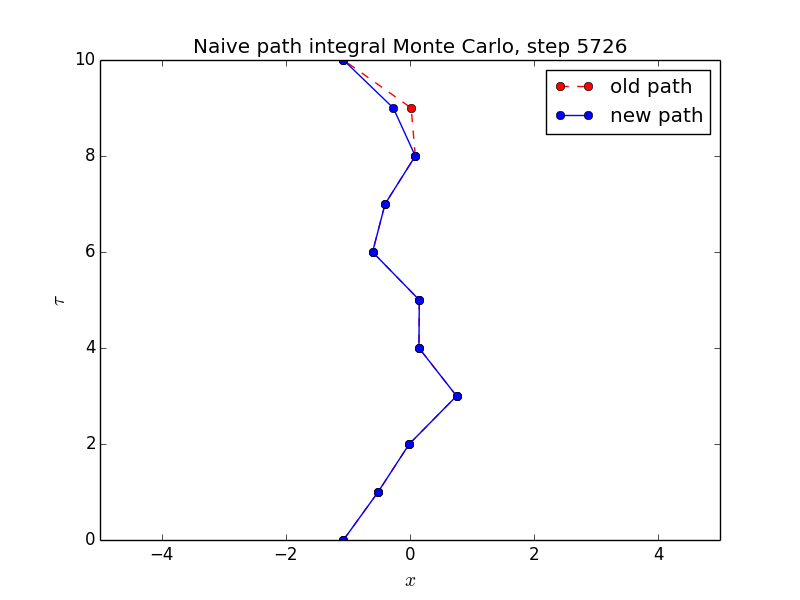 Naive path integral Monte Carlo, step 5726
10
8
6
4
2
0
τ
old path
new path
−4 −2 0 2 4
x